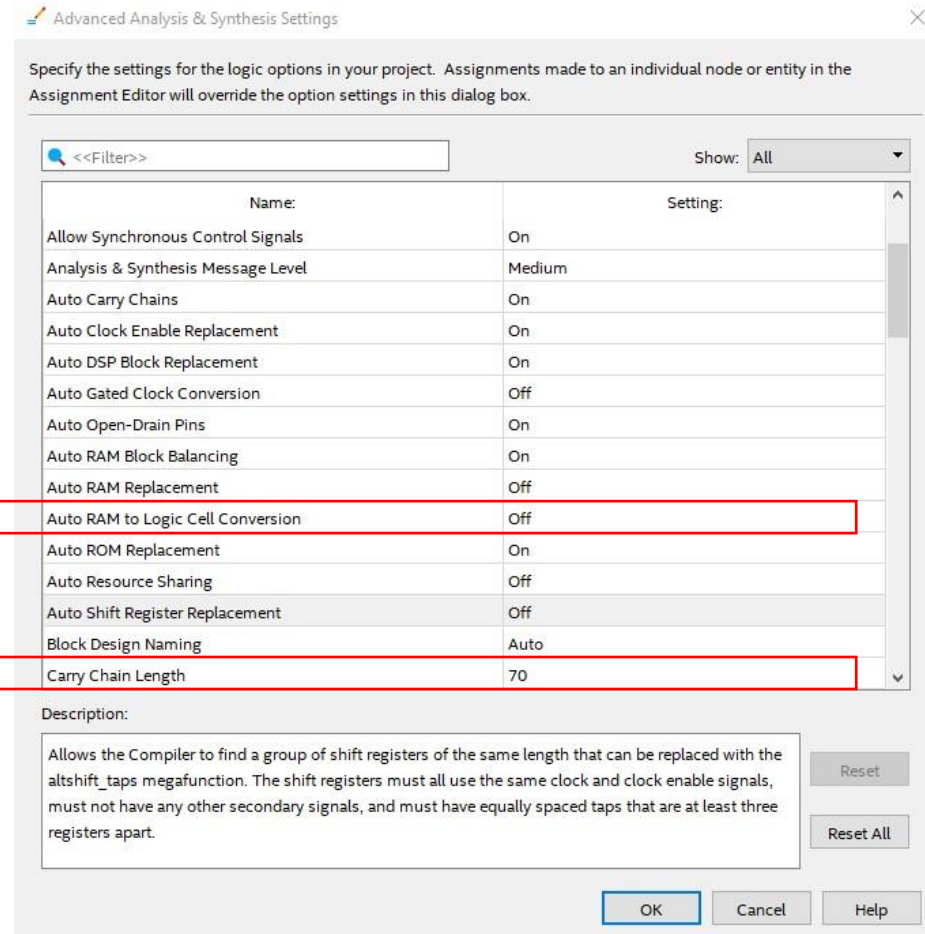 Advanced Analysis & Synthesis Settings
Specify the settings for the logic options in your project. Assignments made to an individual node or entity in the
Assignment Editor will override the option settings in this dialog box.
<<Filter>>
Show: All
Name: Setting:
Allow Synchronous Control Signals On
Analysis & Synthesis Message Level Medium
Auto Carry Chains On
Auto Clock Enable Replacement On
Auto DSP Block Replacement On
Auto Gated Clock Conversion Off
Auto Open-Drain Pins On
Auto RAM Block Balancing On
Auto RAM Replacement Off
Auto RAM to Logic Cell Conversion Off
Auto ROM Replacement On
Auto Resource Sharing Off
Auto Shift Register Replacement Off
Block Design Naming Auto
Carry Chain Length 70
Description:
Allows the Compiler to find a group of shift registers of the same length that can be replaced with the
altshift_taps megafunction. The shift registers must all use the same clock and clock enable signals,
must not have any other secondary signals, and must have equally spaced taps that are at least three
registers apart.
Reset
Reset All
OK Cancel Help